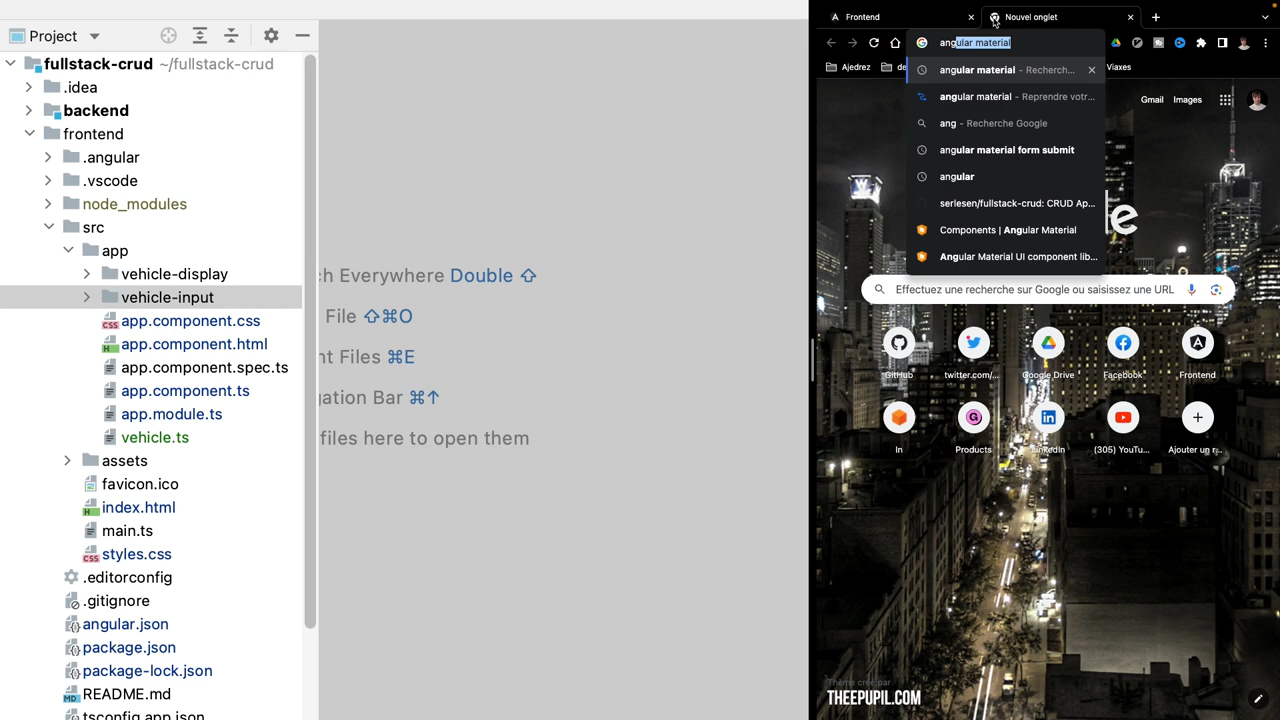 Project
fullstack-crud ~/fullstack-crud
.idea
backend
frontend
.angular
.vscode
node_modules
src
app
vehicle-display
vehicle-input
app.component.css
app.component.html
app.component.spec.ts
app.component.ts
app.module.ts
vehicle.ts
assets
favicon.ico
index.html
main.ts
styles.css
.editorconfig
.gitignore
angular.json
package.json
package-lock.json
README.md
tsconfig.app.json
ch Everywhere Double ⇧
File ⇧⌘O
nt Files ⌘E
gation Bar ⌘↑
files here to open them
Frontend
Nouvel onglet
angular material
Ajedrez
de
Viaxes
angular material - Recherch...
angular material - Reprendre votr...
ang - Recherche Google
angular material form submit
angular
serlesen/fullstack-crud: CRUD Ap...
Components | Angular Material
Angular Material UI component lib...
Gmail Images
le
Effectuez une recherche sur Google ou saisissez une URL
GitHub
twitter.com/...
Google Drive
Facebook
Frontend
In
Products
LinkedIn
(305) YouTu...
Ajouter un r...
Thème créé par
THEEPUPIL.COM